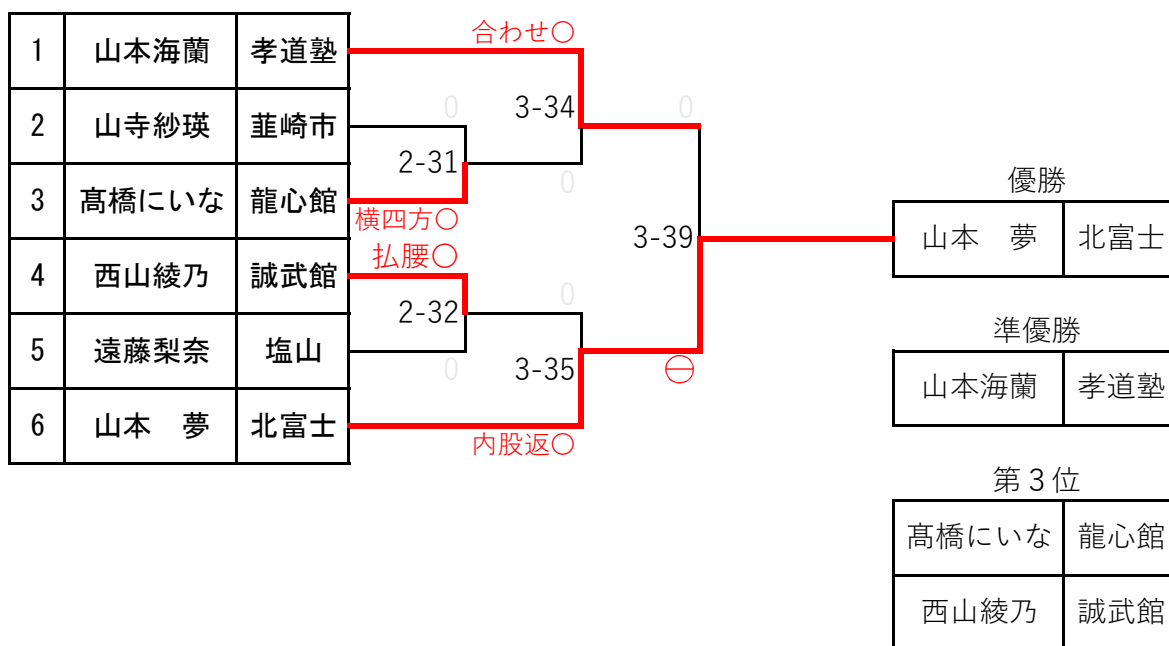 合わせ〇
1 山本海蘭 孝道塾
0 3-34 0
2 山寺紗瑛 韮崎市
2-31
0
3 髙橋にいな 龍心館
横四方〇
払腰〇
3-39
4 西山綾乃 誠武館
0
2-32
5 遠藤梨奈 塩山
0 3-35 ㊀
6 山本 夢 北富士
内股返〇
優勝
山本 夢 北富士
準優勝
山本海蘭 孝道塾
第３位
髙橋にいな 龍心館
西山綾乃 誠武館